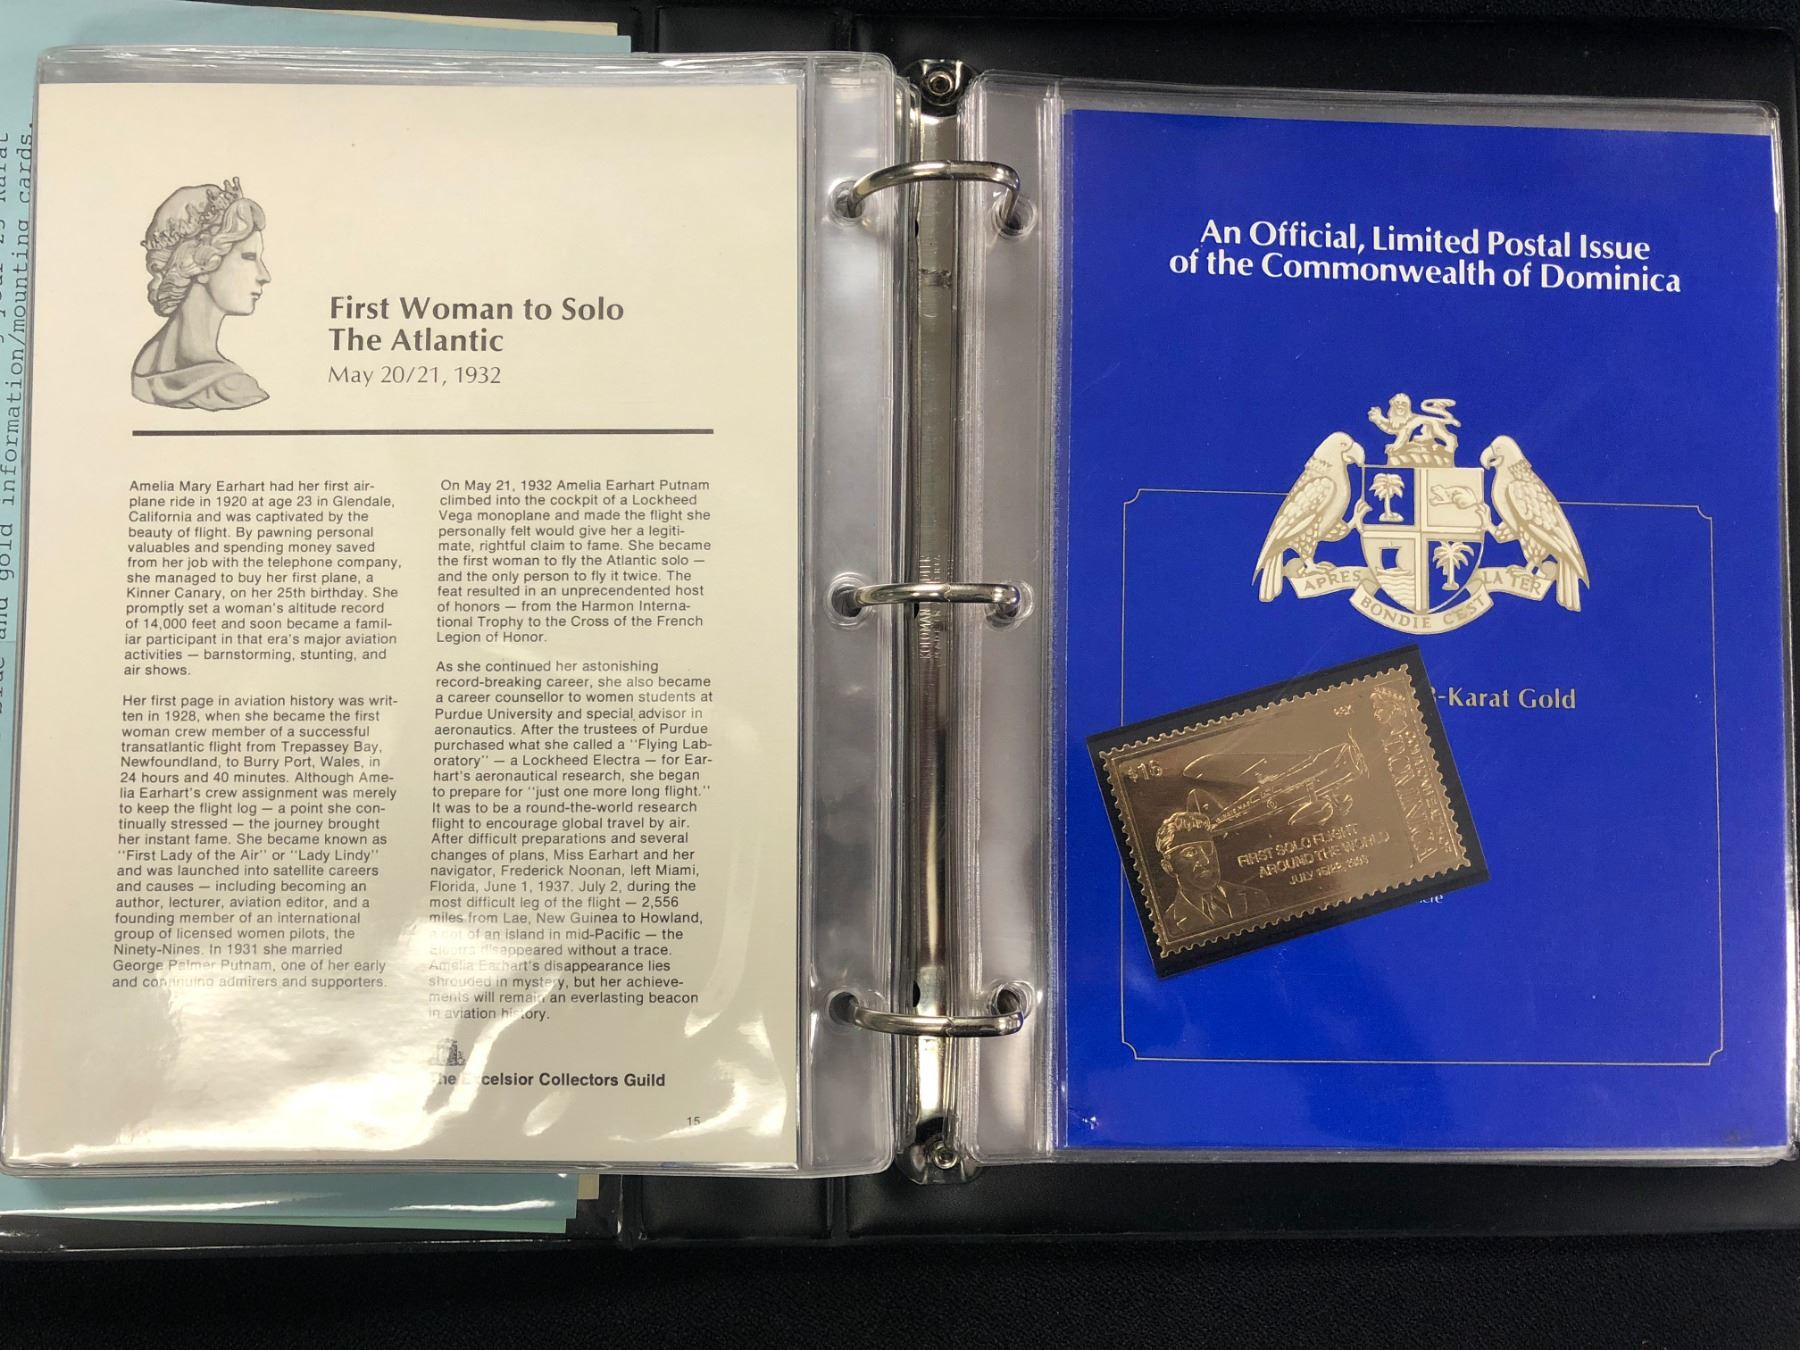 First Woman to Solo
The Atlantic
May 20/21, 1932
Amelia Mary Earhart had her first air-
plane ride in 1920 at age 23 in Glendale,
California and was captivated by the
beauty of flight. By pawning personal
valuables and spending money saved
from her job with the telephone company,
she managed to buy her first plane, a
Kinner Canary, on her 25th birthday. She
promptly set a woman's altitude record
of 14,000 feet and soon became a famil-
iar participant in that era's major aviation
activities — barnstorming, stunting, and
air shows.
Her first page in aviation history was writ-
ten in 1928, when she became the first
woman crew member of a successful
transatlantic flight from Trepassey Bay,
Newfoundland, to Burry Port, Wales, in
24 hours and 40 minutes. Although Ame-
lia Earhart's crew assignment was merely
to keep the flight log — a point she con-
tinually stressed — the journey brought
her instant fame. She became known as
"First Lady of the Air" or "Lady Lindy"
and was launched into satellite careers
and causes — including becoming an
author, lecturer, aviation editor, and a
founding member of an international
group of licensed women pilots, the
Ninety-Nines. In 1931 she married
George Palmer Putnam, one of her early
and continuing admirers and supporters.
On May 21, 1932 Amelia Earhart Putnam
climbed into the cockpit of a Lockheed
Vega monoplane and made the flight she
personally felt would give her a legiti-
mate, rightful claim to fame. She became
the first woman to fly the Atlantic solo —
and the only person to fly it twice. The
feat resulted in an unprecendented host
of honors — from the Harmon Interna-
tional Trophy to the Cross of the French
Legion of Honor.
As she continued her astonishing
record-breaking career, she also became
a career counsellor to women students at
Purdue University and special advisor in
aeronautics. After the trustees of Purdue
purchased what she called a "Flying Lab-
oratory" — a Lockheed Electra — for Ear-
hart's aeronautical research, she began
to prepare for "just one more long flight."
It was to be a round-the-world research
flight to encourage global travel by air.
After difficult preparations and several
changes of plans, Miss Earhart and her
navigator, Frederick Noonan, left Miami,
Florida, June 1, 1937. July 2, during the
most difficult leg of the flight — 2,556
miles from Lae, New Guinea to Howland,
a dot of an island in mid-Pacific — the
Electra disappeared without a trace.
Amelia Earhart's disappearance lies
shrouded in mystery, but her achieve-
ments will remain an everlasting beacon
in aviation history.
The Excelsior Collectors Guild
15
and gold information/mounting cards.
An Official, Limited Postal Issue
of the Commonwealth of Dominica
APRES BONDIE C'EST LA TER
-Karat Gold
$16
COMMONWEALTH OF
DOMINICA
FIRST SOLO FLIGHT
AROUND THE WORLD